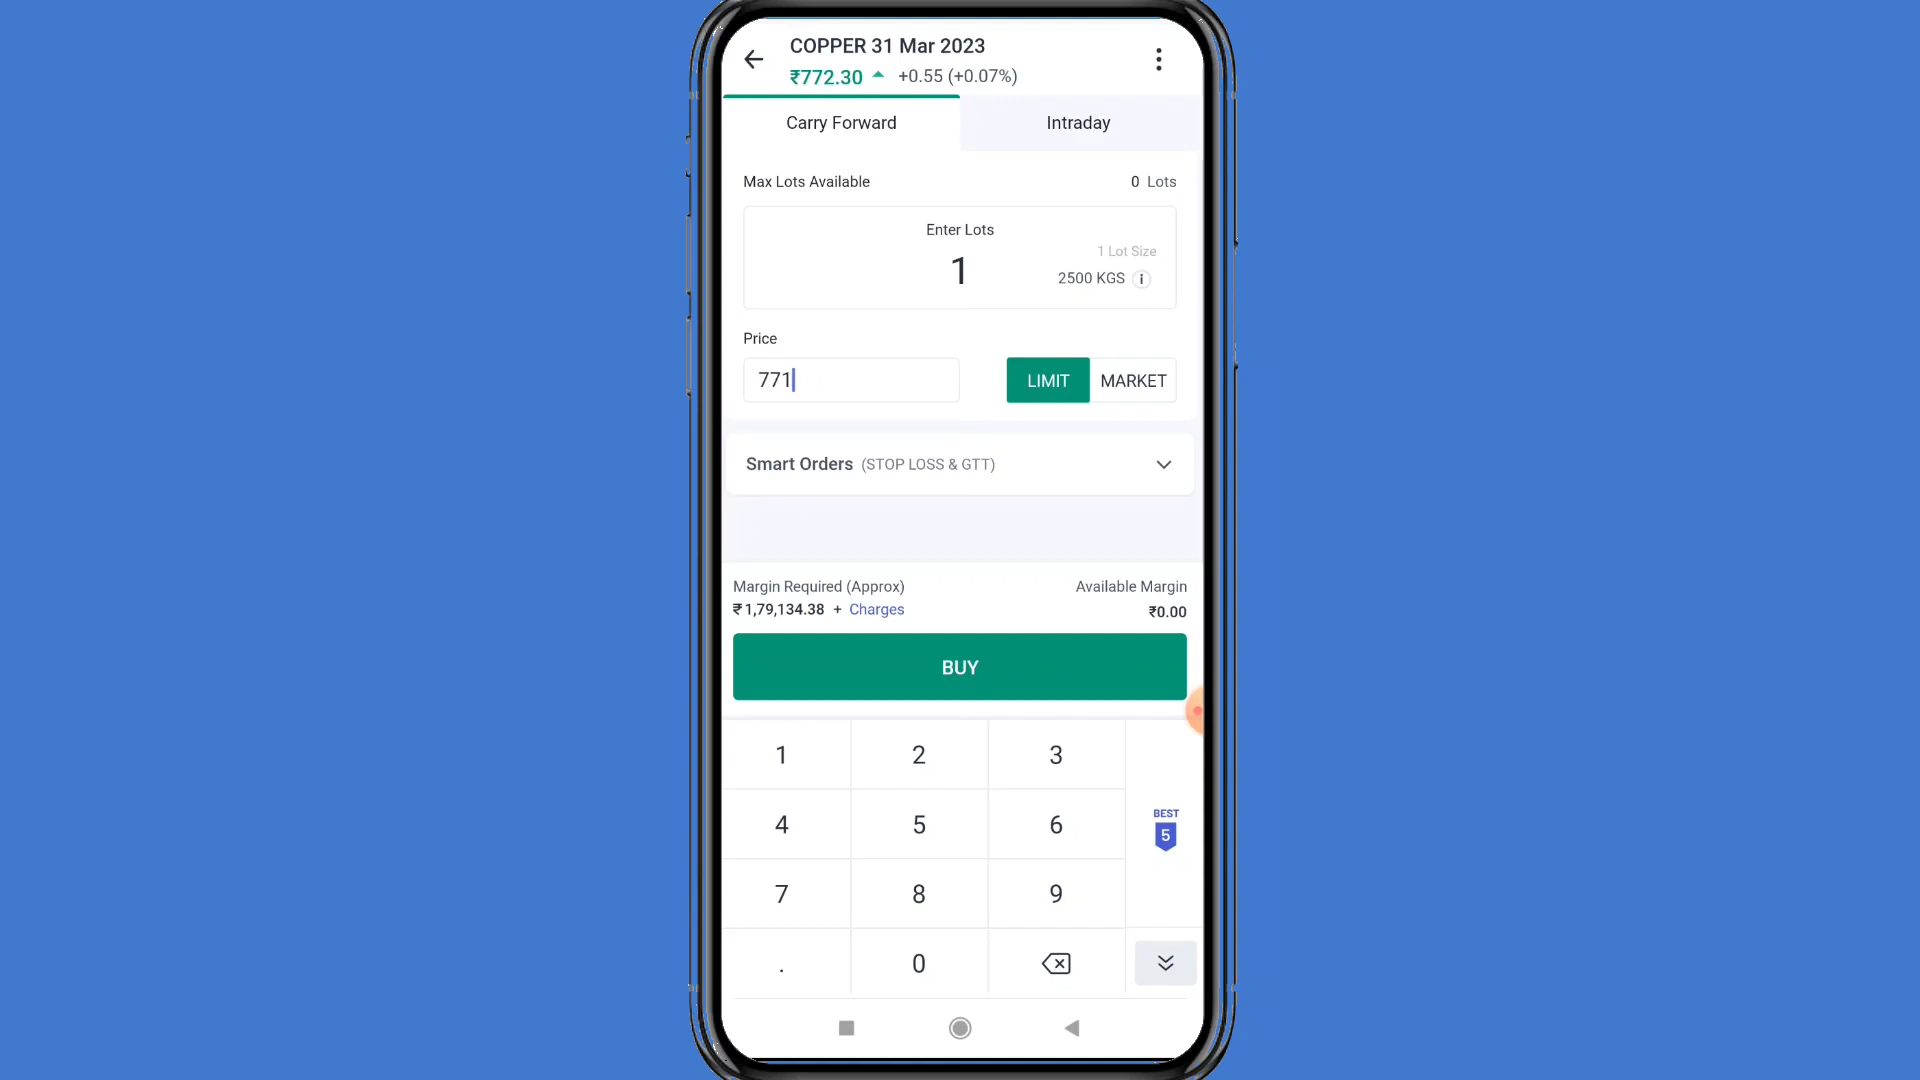 COPPER 31 Mar 2023
₹772.30 +0.55 (+0.07%)
Carry Forward Intraday
Max Lots Available 0 Lots
Enter Lots
1 Lot Size
1 2500 KGS i
Price
771 LIMIT MARKET
Smart Orders (STOP LOSS & GTT)
Margin Required (Approx) Available Margin
₹1,79,134.38 + Charges ₹0.00
BUY
1 2 3
BEST
4 5 6 5
7 8 9
. 0